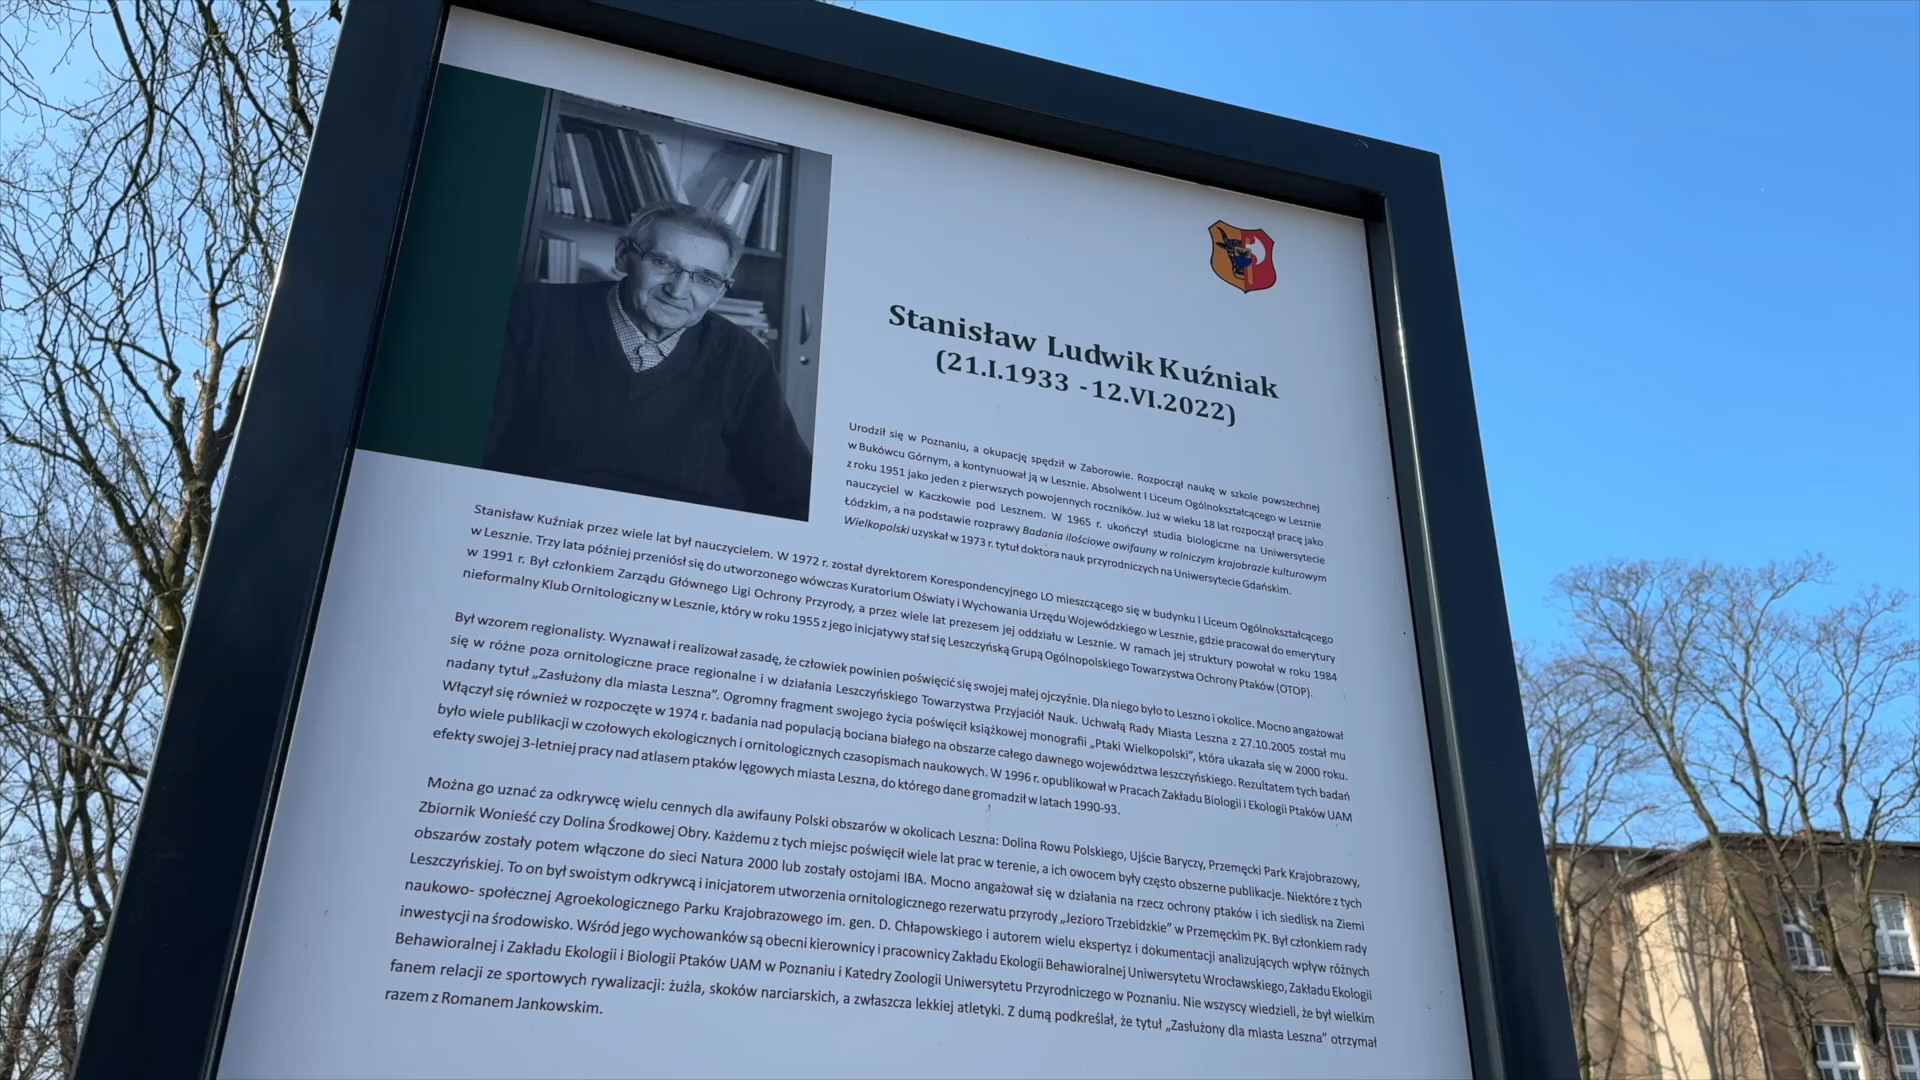 Stanisław Ludwik Kuźniak
(21.I.1933 - 12.VI.2022)
Urodził się w Poznaniu, a okupację spędził w Zaborowie. Rozpoczął naukę w szkole powszechnej
w Bukówcu Górnym, a kontynuował ją w Lesznie. Absolwent I Liceum Ogólnokształcącego w Lesznie
z roku 1951 jako jeden z pierwszych powojennych roczników. Już w wieku 18 lat rozpoczął pracę jako
nauczyciel w Kaczkowie pod Lesznem. W 1965 r. ukończył studia biologiczne na Uniwersytecie
Łódzkim, a na podstawie rozprawy Badania ilościowe awifauny w rolniczym krajobrazie kulturowym
Wielkopolski uzyskał w 1973 r. tytuł doktora nauk przyrodniczych na Uniwersytecie Gdańskim.
Stanisław Kuźniak przez wiele lat był nauczycielem. W 1972 r. został dyrektorem Korespondencyjnego LO mieszczącego się w budynku I Liceum Ogólnokształcącego
w Lesznie. Trzy lata później przeniósł się do utworzonego wówczas Kuratorium Oświaty i Wychowania Urzędu Wojewódzkiego w Lesznie, gdzie pracował do emerytury
w 1991 r. Był członkiem Zarządu Głównego Ligi Ochrony Przyrody, a przez wiele lat prezesem jej oddziału w Lesznie. W ramach jej struktury powołał w roku 1984
nieformalny Klub Ornitologiczny w Lesznie, który w roku 1955 z jego inicjatywy stał się Leszczyńską Grupą Ogólnopolskiego Towarzystwa Ochrony Ptaków (OTOP).
Był wzorem regionalisty. Wyznawał i realizował zasadę, że człowiek powinien poświęcić się swojej małej ojczyźnie. Dla niego było to Leszno i okolice. Mocno angażował
się w różne poza ornitologiczne prace regionalne i w działania Leszczyńskiego Towarzystwa Przyjaciół Nauk. Uchwałą Rady Miasta Leszna z 27.10.2005 został mu
nadany tytuł „Zasłużony dla miasta Leszna”. Ogromny fragment swojego życia poświęcił książkowej monografii „Ptaki Wielkopolski”, która ukazała się w 2000 roku.
Włączył się również w rozpoczęte w 1974 r. badania nad populacją bociana białego na obszarze całego dawnego województwa leszczyńskiego. Rezultatem tych badań
było wiele publikacji w czołowych ekologicznych i ornitologicznych czasopismach naukowych. W 1996 r. opublikował w Pracach Zakładu Biologii i Ekologii Ptaków UAM
efekty swojej 3-letniej pracy nad atlasem ptaków lęgowych miasta Leszna, do którego dane gromadził w latach 1990-93.
Można go uznać za odkrywcę wielu cennych dla awifauny Polski obszarów w okolicach Leszna: Dolina Rowu Polskiego, Ujście Baryczy, Przemęcki Park Krajobrazowy,
Zbiornik Wonieść czy Dolina Środkowej Obry. Każdemu z tych miejsc poświęcił wiele lat prac w terenie, a ich owocem były często obszerne publikacje. Niektóre z tych
obszarów zostały potem włączone do sieci Natura 2000 lub zostały ostojami IBA. Mocno angażował się w działania na rzecz ochrony ptaków i ich siedlisk na Ziemi
Leszczyńskiej. To on był swoistym odkrywcą i inicjatorem utworzenia ornitologicznego rezerwatu przyrody „Jezioro Trzebidzkie” w Przemęckim PK. Był członkiem rady
naukowo- społecznej Agroekologicznego Parku Krajobrazowego im. gen. D. Chłapowskiego i autorem wielu ekspertyz i dokumentacji analizujących wpływ różnych
inwestycji na środowisko. Wśród jego wychowanków są obecni kierownicy i pracownicy Zakładu Ekologii Behawioralnej Uniwersytetu Wrocławskiego, Zakładu Ekologii
Behawioralnej i Zakładu Ekologii i Biologii Ptaków UAM w Poznaniu i Katedry Zoologii Uniwersytetu Przyrodniczego w Poznaniu. Nie wszyscy wiedzieli, że był wielkim
fanem relacji ze sportowych rywalizacji: żużla, skoków narciarskich, a zwłaszcza lekkiej atletyki. Z dumą podkreślał, że tytuł „Zasłużony dla miasta Leszna” otrzymał
razem z Romanem Jankowskim.